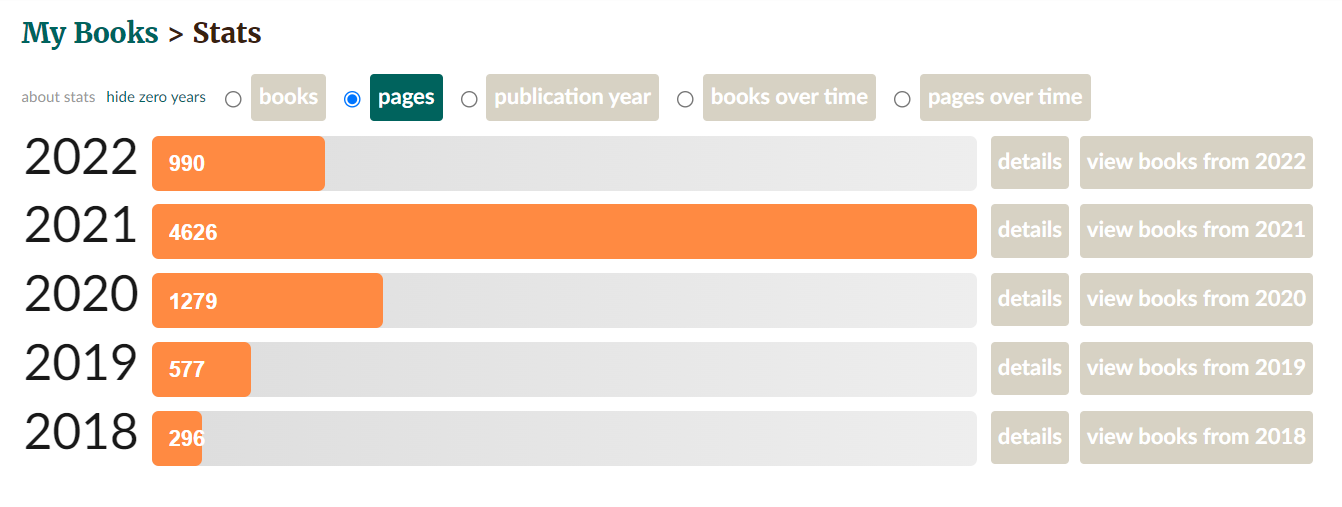 My Books > Stats
about stats hide zero years books pages publication year books over time pages over time
2022 990 details view books from 2022
2021 4626 details view books from 2021
2020 1279 details view books from 2020
2019 577 details view books from 2019
2018 296 details view books from 2018